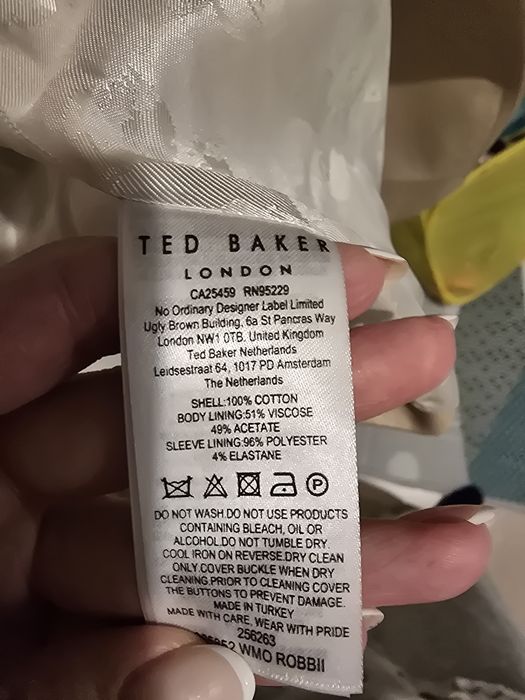 TED BAKER
LONDON
CA25459 RN95229
No Ordinary Designer Label Limited
Ugly Brown Building, 6a St Pancras Way
London NW1 0TB. United Kingdom
Ted Baker Netherlands
Leidsestraat 64, 1017 PD Amsterdam
The Netherlands
SHELL:100% COTTON
BODY LINING:51% VISCOSE
49% ACETATE
SLEEVE LINING:96% POLYESTER
4% ELASTANE
P
DO NOT WASH.DO NOT USE PRODUCTS
CONTAINING BLEACH, OIL OR
ALCOHOL.DO NOT TUMBLE DRY.
COOL IRON ON REVERSE.DRY CLEAN
ONLY.COVER BUCKLE WHEN DRY
CLEANING.PRIOR TO CLEANING COVER
THE BUTTONS TO PREVENT DAMAGE.
MADE IN TURKEY
MADE WITH CARE, WEAR WITH PRIDE
256263
WMO ROBBII